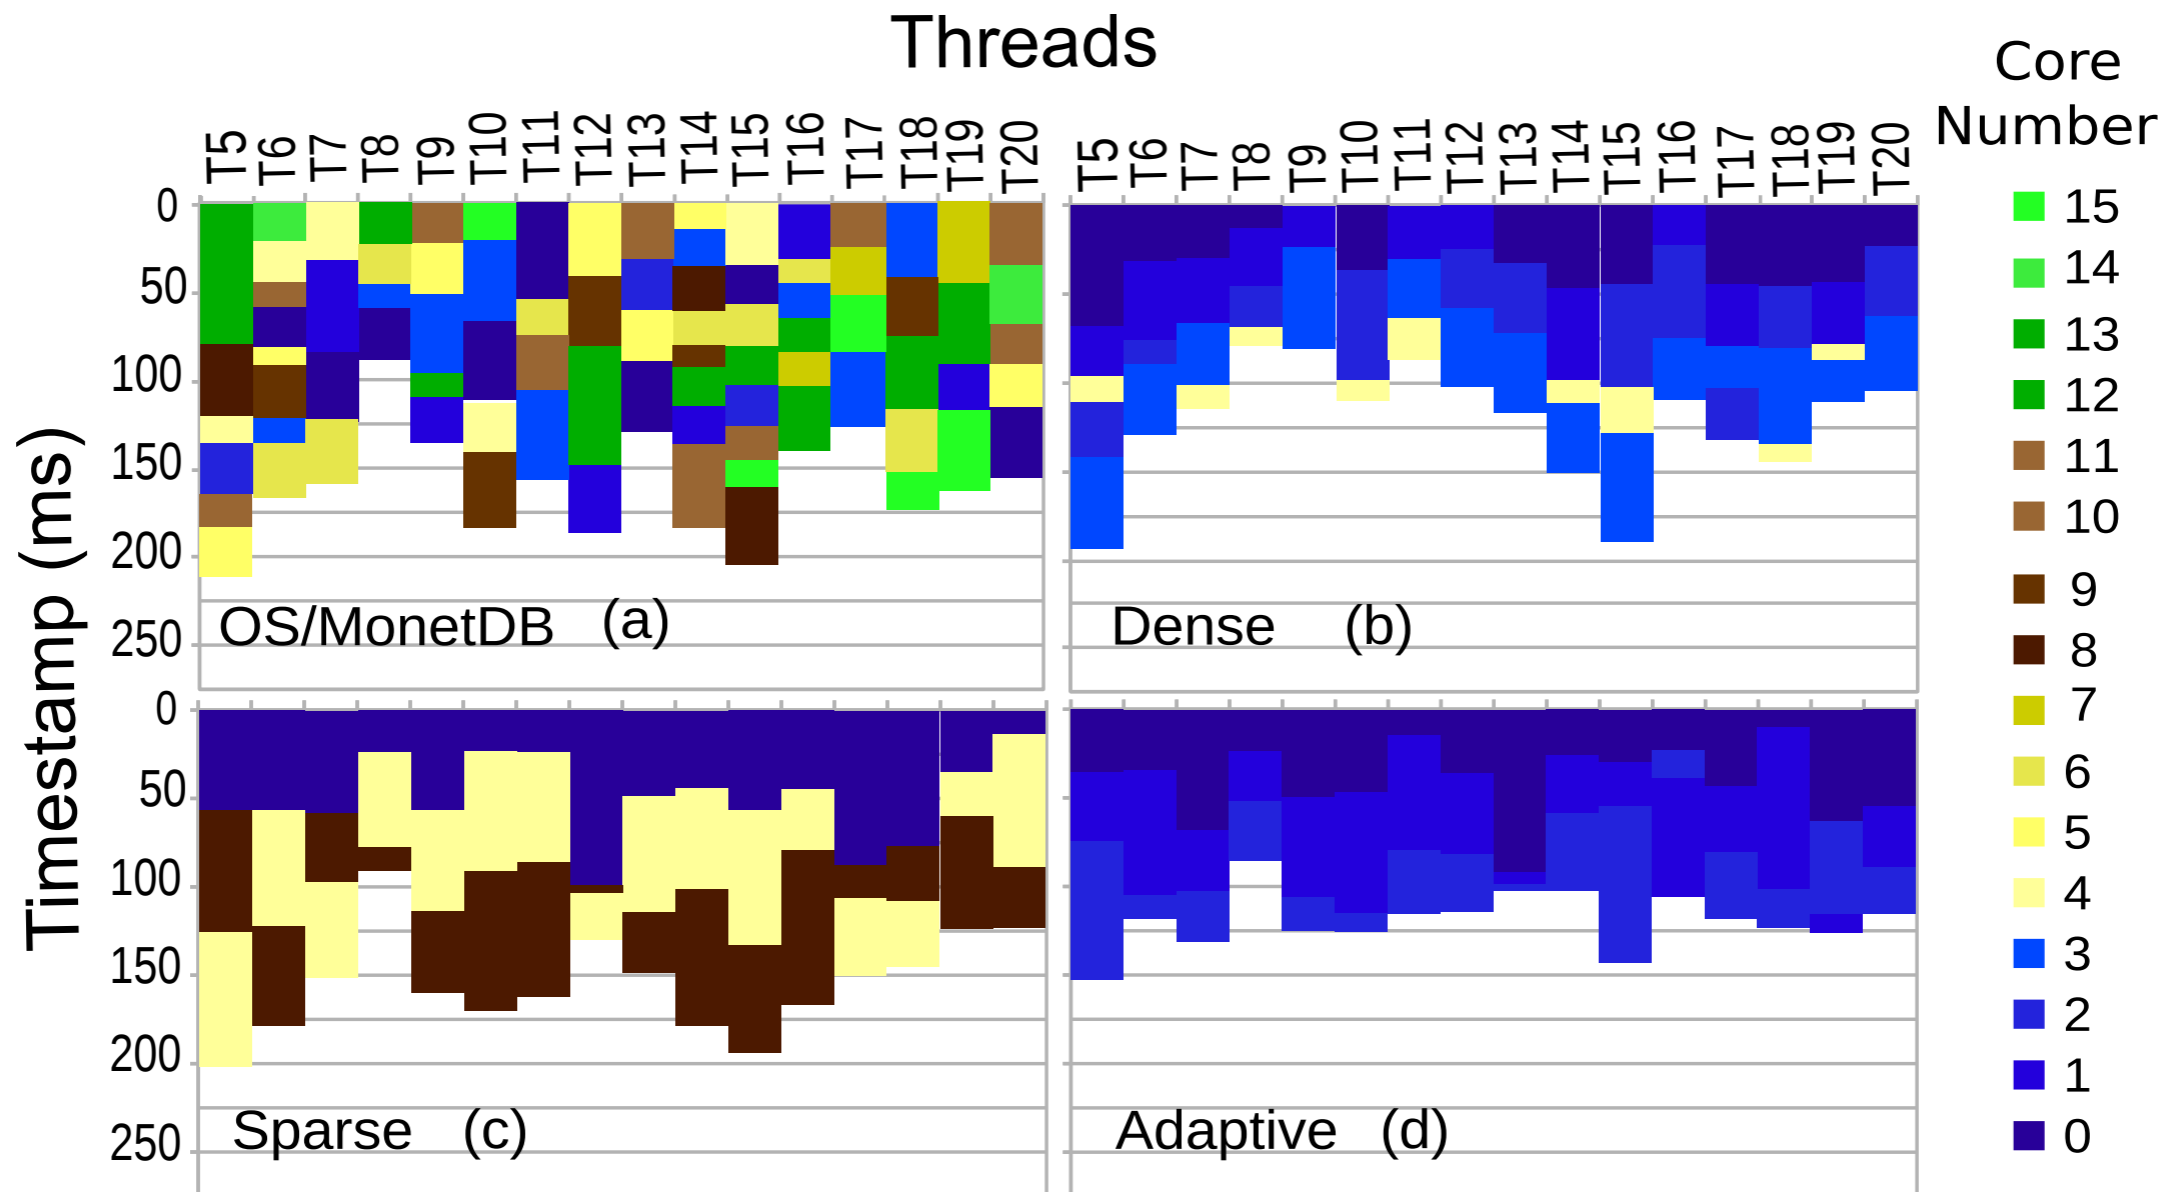 Threads
Core
Number
T5 T6 T7 T8 T9 T10 T11 T12 T13 T14 T15 T16 T17 T18 T19 T20
T5 T6 T7 T8 T9 T10 T11 T12 T13 T14 T15 T16 T17 T18 T19 T20
Timestamp (ms)
0
50
100
150
200
250
OS/MonetDB (a)
Dense (b)
0
50
100
150
200
250
Sparse (c)
Adaptive (d)
15
14
13
12
11
10
9
8
7
6
5
4
3
2
1
0